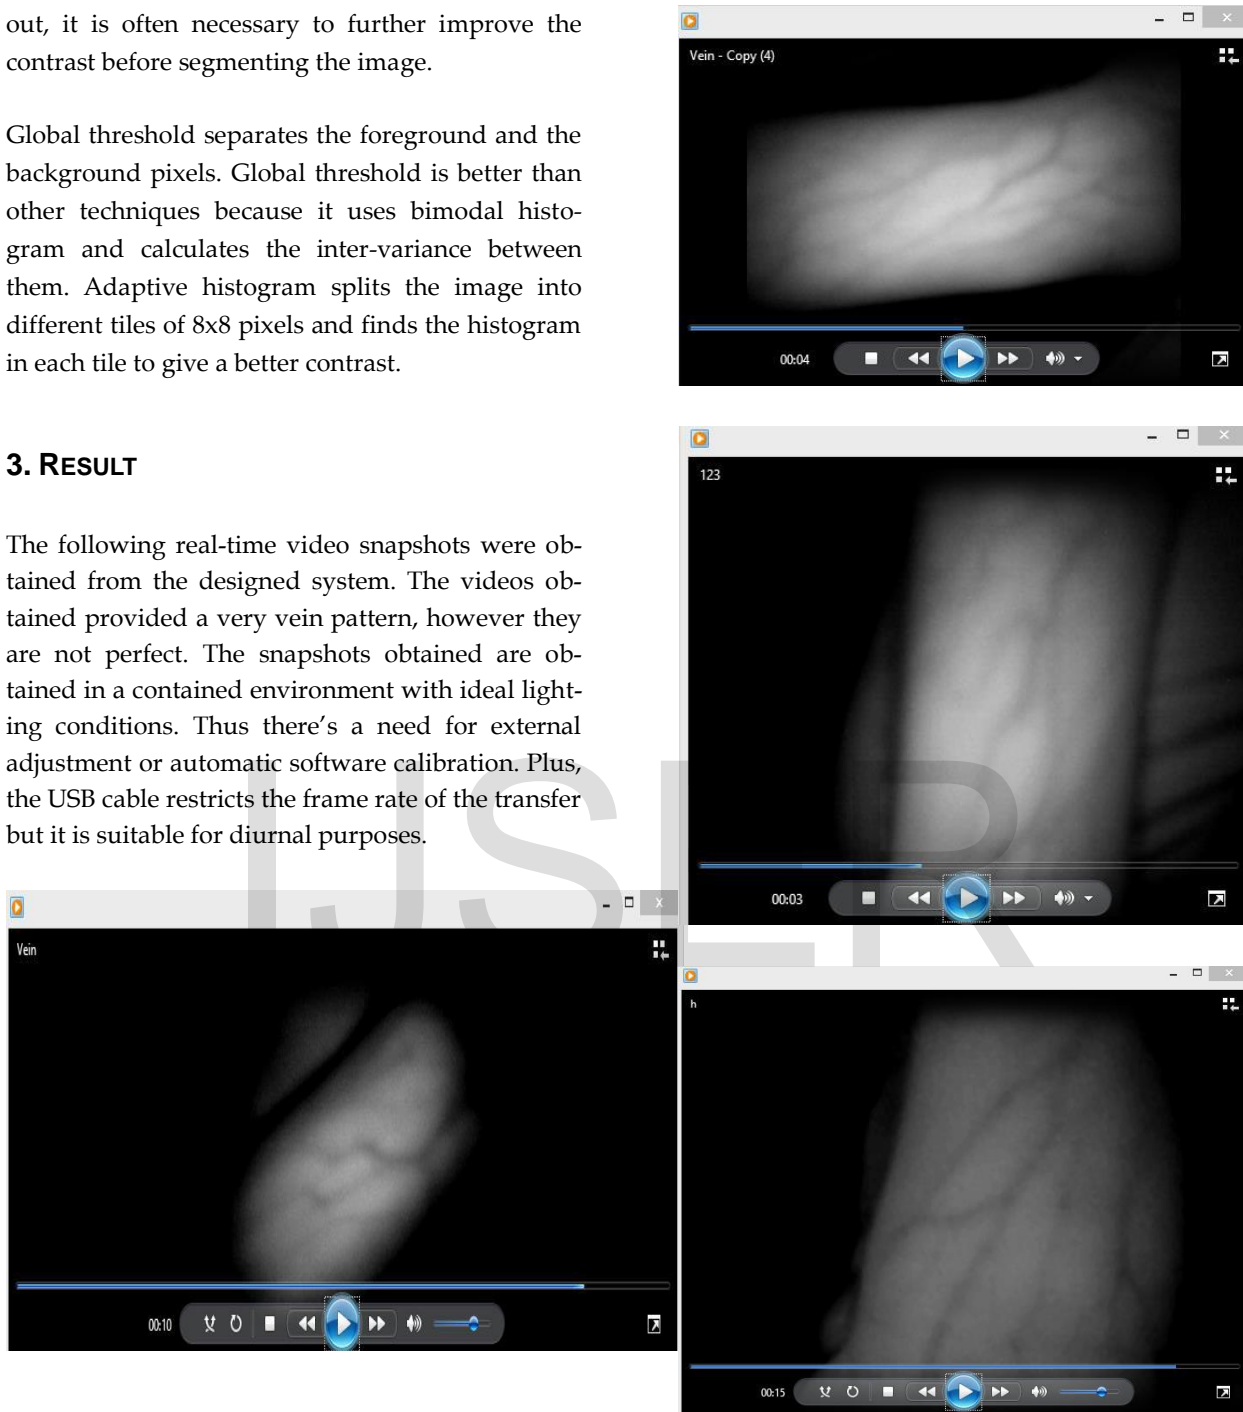 out, it is often necessary to further improve the
contrast before segmenting the image.
Global threshold separates the foreground and the
background pixels. Global threshold is better than
other techniques because it uses bimodal histo-
gram and calculates the inter-variance between
them. Adaptive histogram splits the image into
different tiles of 8x8 pixels and finds the histogram
in each tile to give a better contrast.
3. RESULT
The following real-time video snapshots were ob-
tained from the designed system. The videos ob-
tained provided a very vein pattern, however they
are not perfect. The snapshots obtained are ob-
tained in a contained environment with ideal light-
ing conditions. Thus there’s a need for external
adjustment or automatic software calibration. Plus,
the USB cable restricts the frame rate of the transfer
but it is suitable for diurnal purposes.
Vein
00:10
Vein - Copy (4)
00:04
123
00:03
h
00:15
IJSER